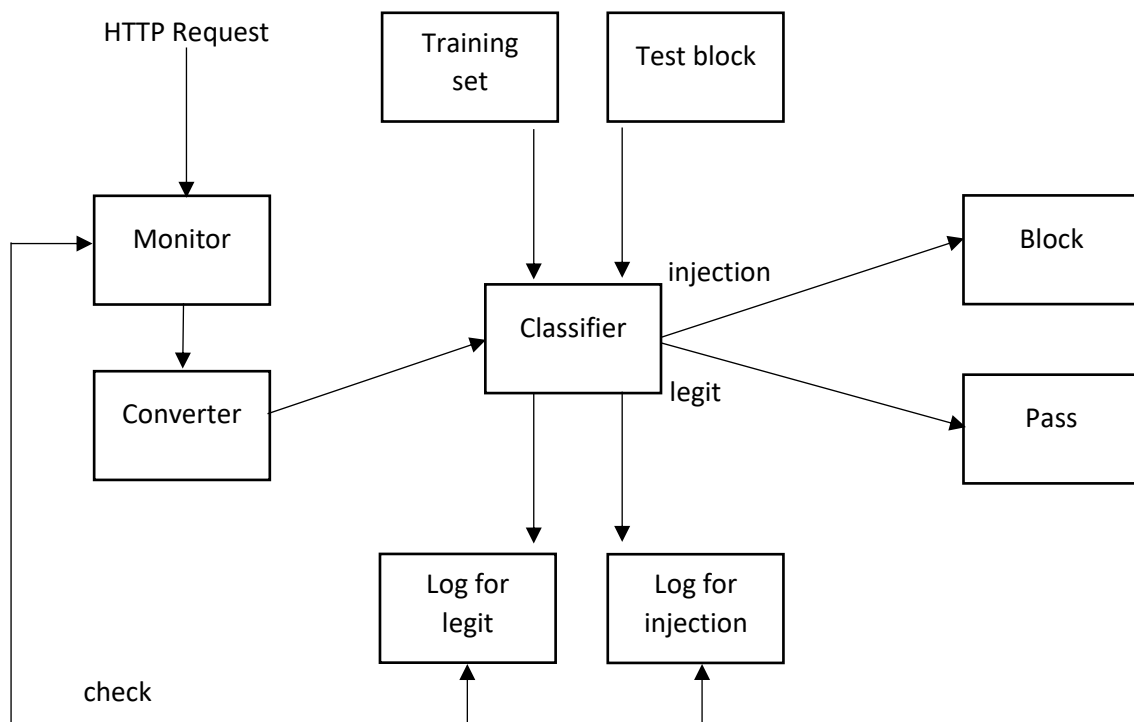 HTTP Request
Training
set
Test block
Monitor
Block
injection
Classifier
legit
Converter
Pass
Log for
legit
Log for
injection
check